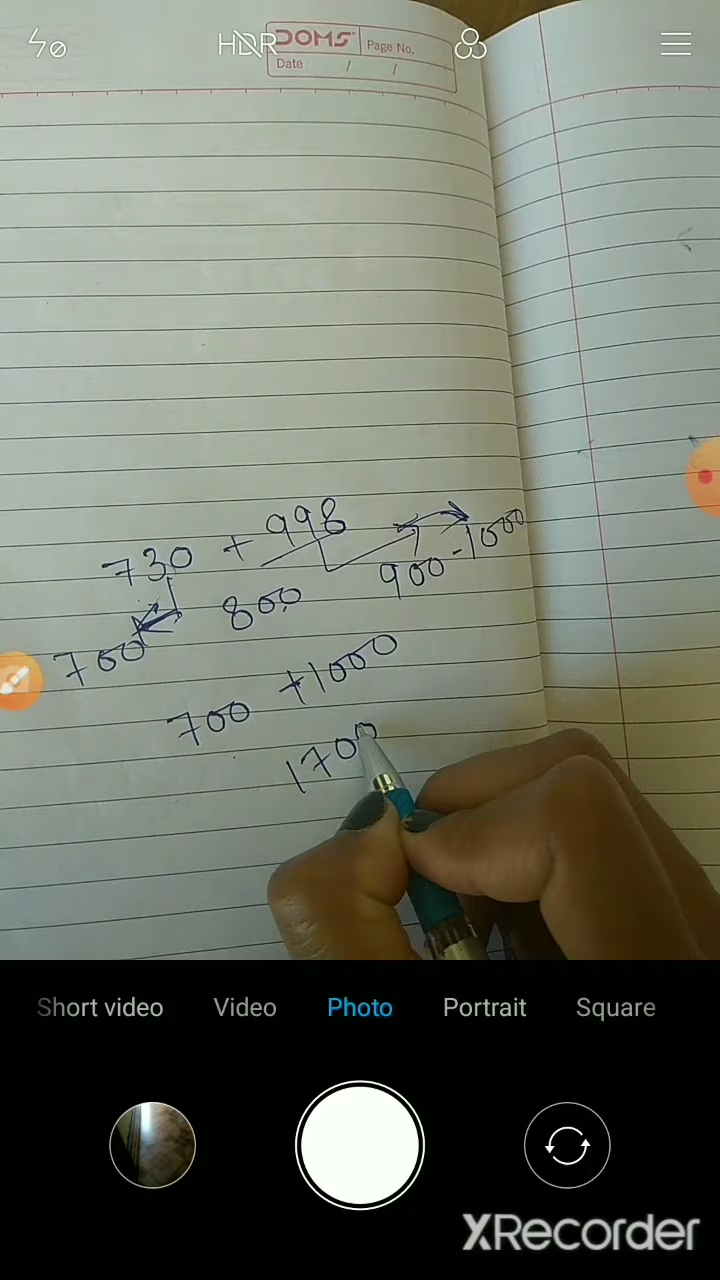 HDR
DOMS Page No.
Date / /
730 + 998
700 800 900-1000
700 +1000
1700
Short video Video Photo Portrait Square
XRecorder